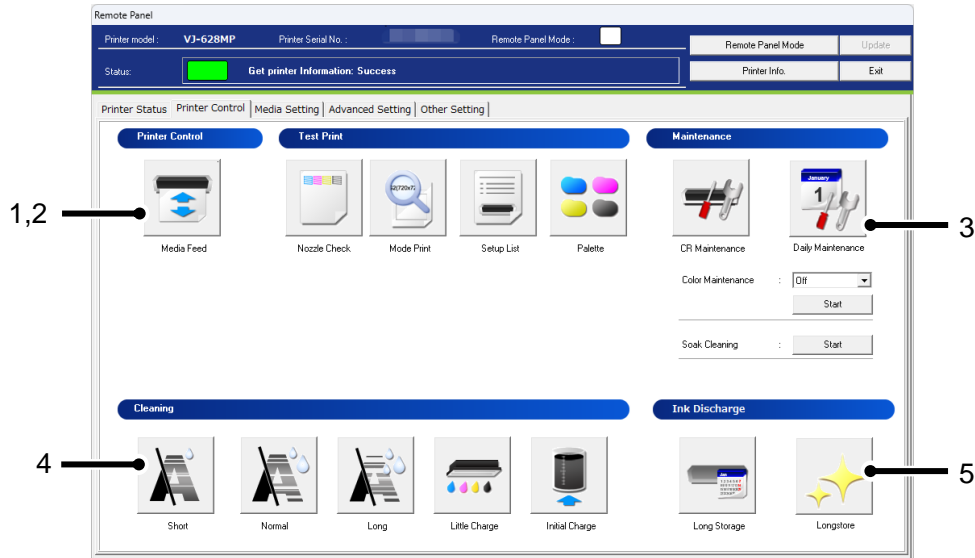 Remote Panel
Printer model : VJ-628MP Printer Serial No. : Remote Panel Mode :
Remote Panel Mode Update
Status: Get printer Information: Success
Printer Info. Exit
Printer Status Printer Control Media Setting Advanced Setting Other Setting
Printer Control Test Print Maintenance
1,2
3
Media Feed Nozzle Check Mode Print Setup List Palette CR Maintenance Daily Maintenance
Color Maintenance : Off
Start
Soak Cleaning : Start
Cleaning Ink Discharge
4
5
Short Normal Long Little Charge Initial Charge Long Storage Longstore